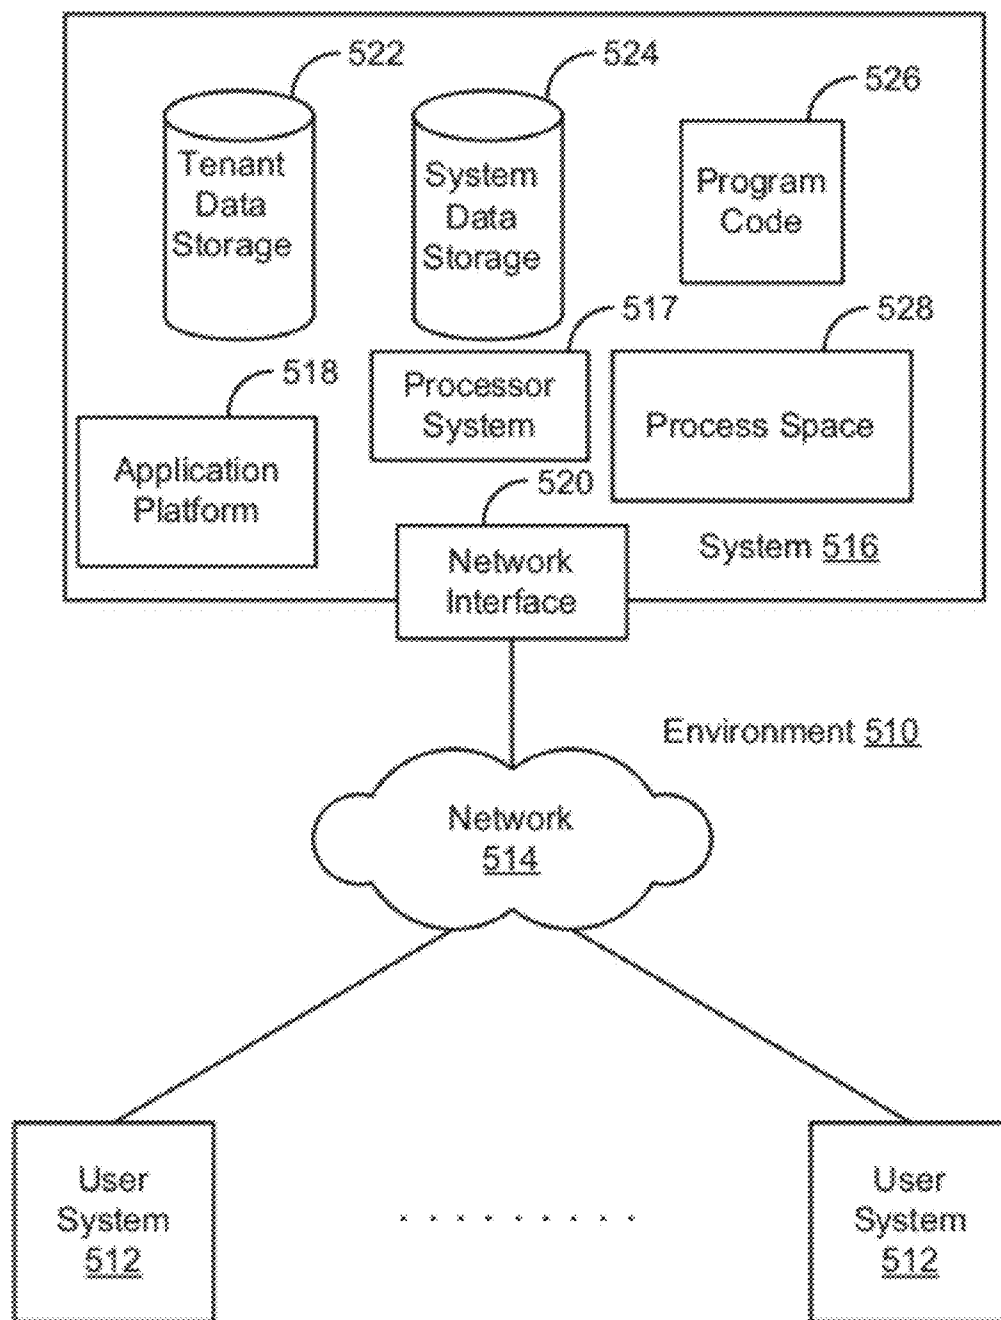 522
524
526
Tenant
Data
Storage
System
Data
Storage
Program
Code
517
528
518
Processor
System
Process Space
Application
Platform
520
System 516
Network
Interface
Environment 510
Network
514
User
System
512
User
System
512